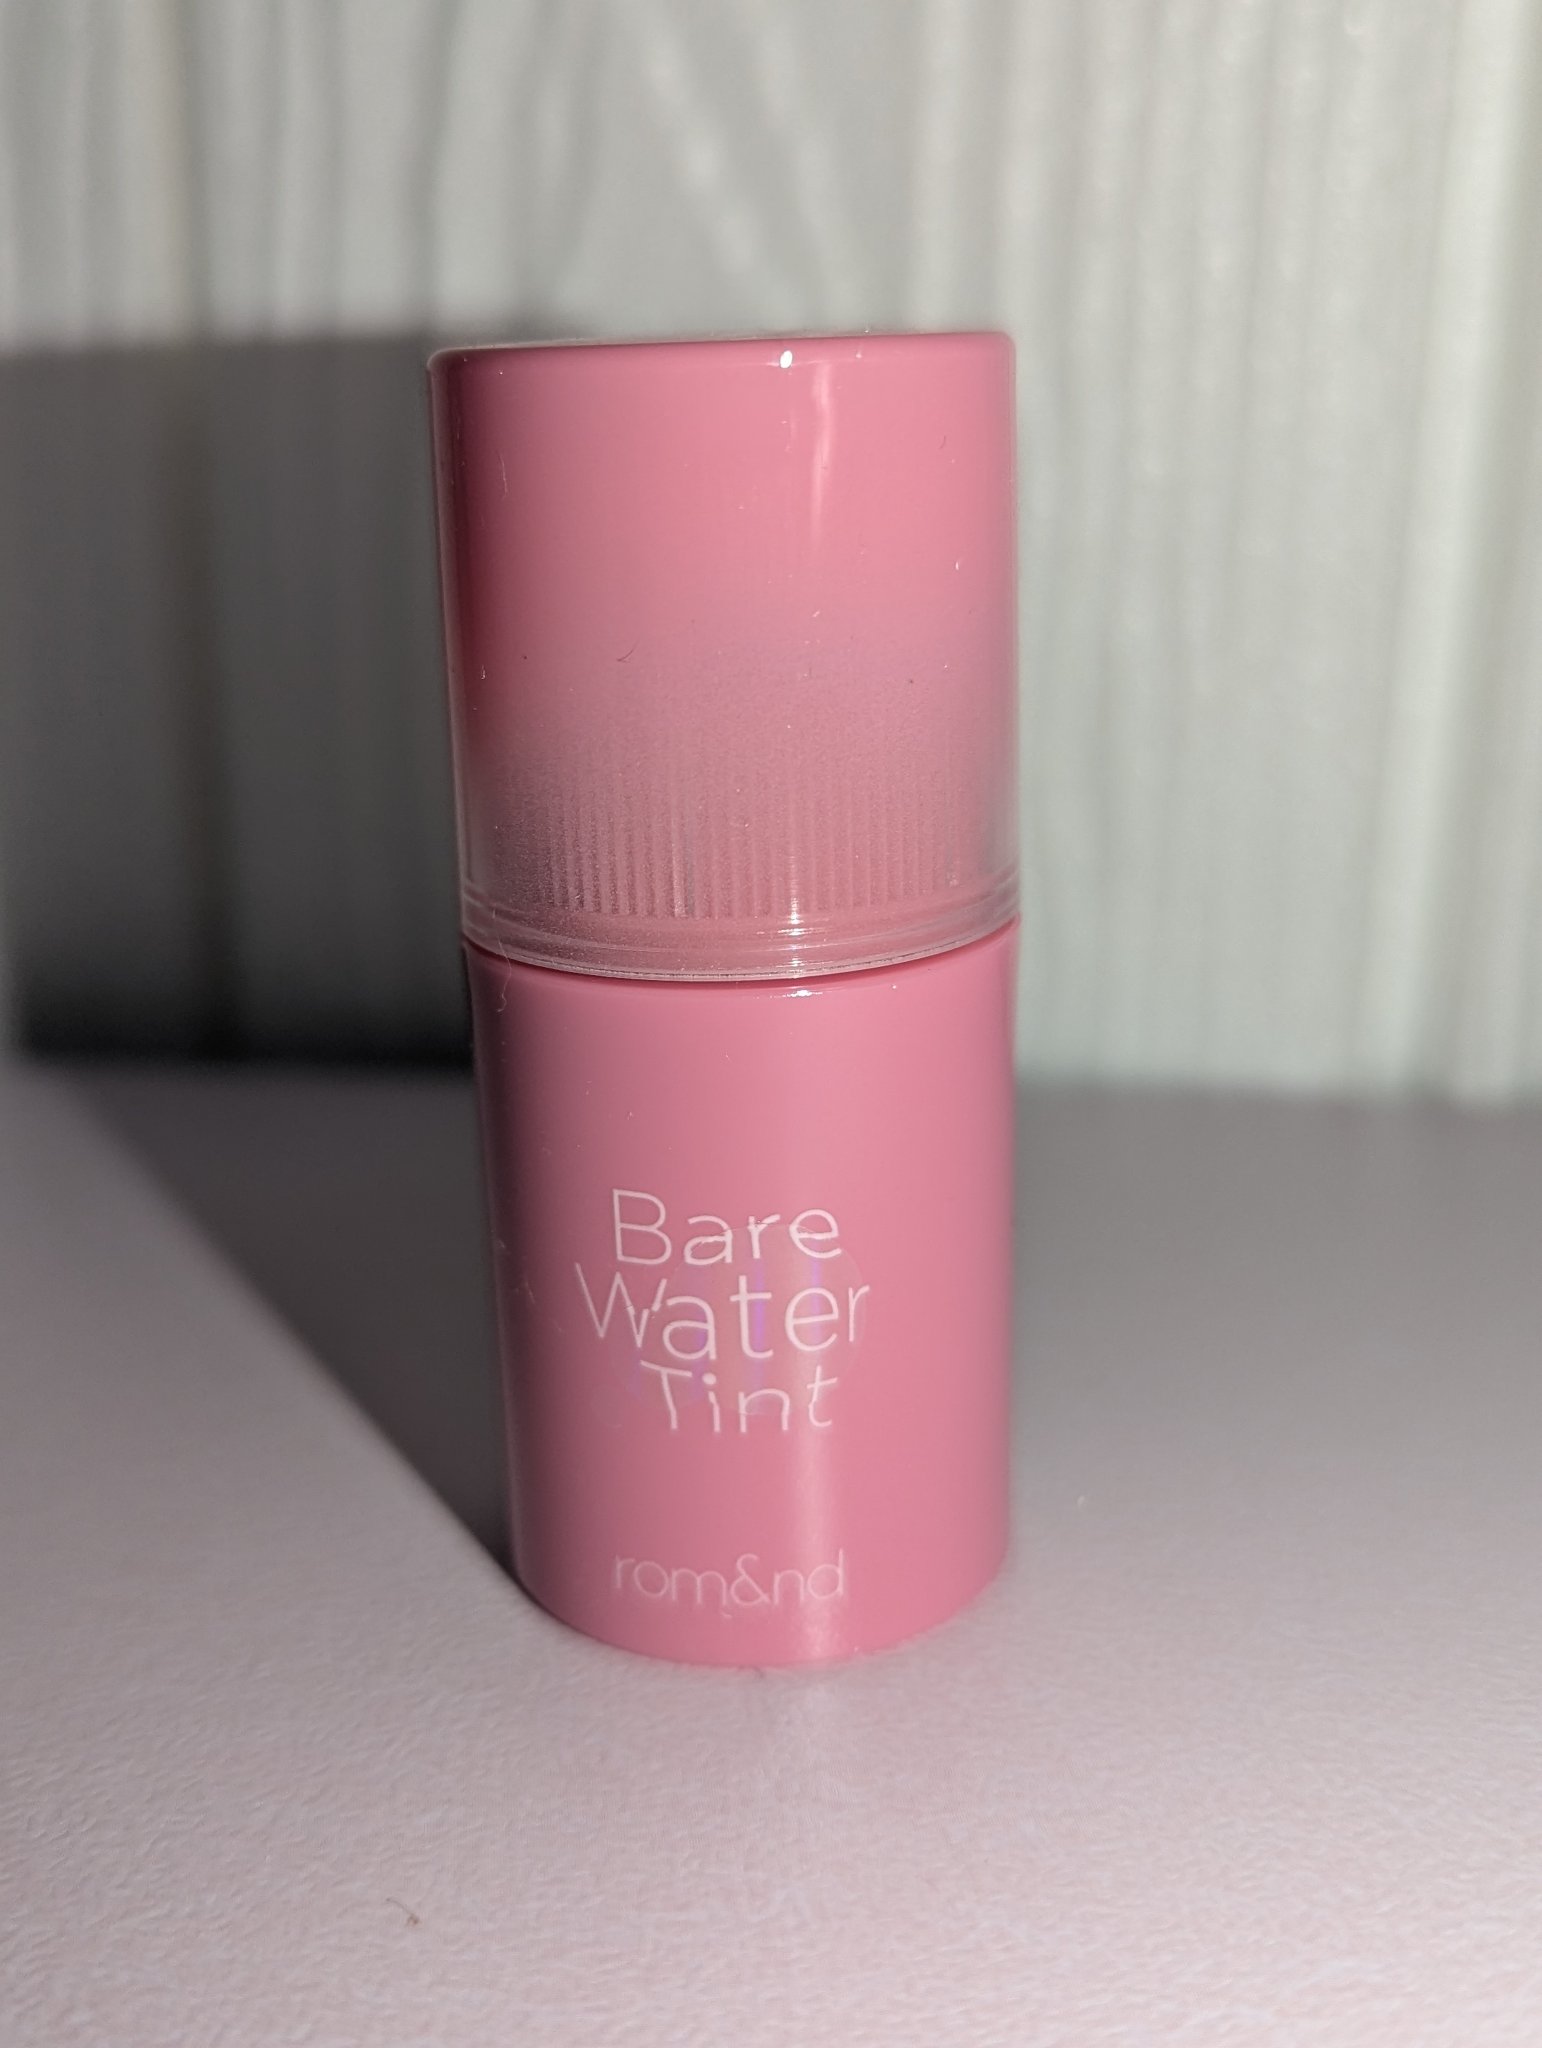 Bare
Water
Tint
rom&nd